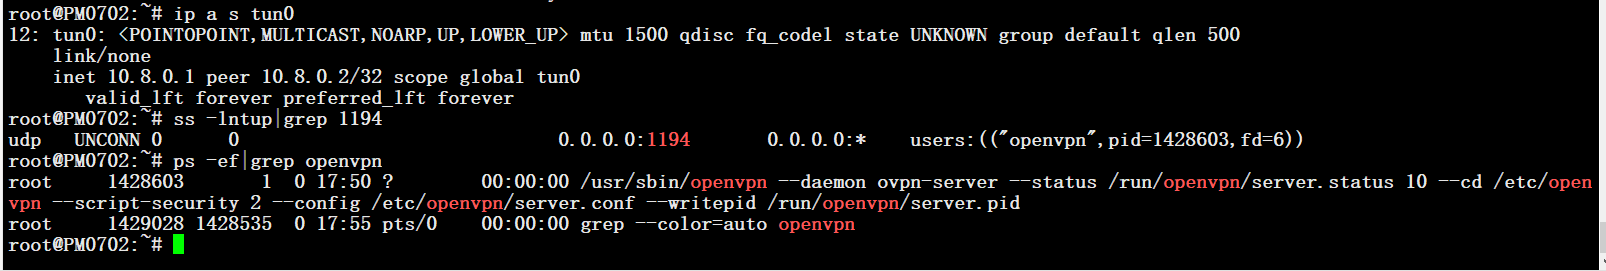 root@PM0702:~# ip a s tun0
12: tun0: <POINTOPOINT,MULTICAST,NOARP,UP,LOWER_UP> mtu 1500 qdisc fq_codel state UNKNOWN group default qlen 500
    link/none
    inet 10.8.0.1 peer 10.8.0.2/32 scope global tun0
       valid_lft forever preferred_lft forever
root@PM0702:~# ss -lntup|grep 1194
udp   UNCONN 0      0                             0.0.0.0:1194       0.0.0.0:*    users:(("openvpn",pid=1428603,fd=6))
root@PM0702:~# ps -ef|grep openvpn
root     1428603       1  0 17:50 ?        00:00:00 /usr/sbin/openvpn --daemon ovpn-server --status /run/openvpn/server.status 10 --cd /etc/open
vpn --script-security 2 --config /etc/openvpn/server.conf --writepid /run/openvpn/server.pid
root     1429028 1428535  0 17:55 pts/0    00:00:00 grep --color=auto openvpn
root@PM0702:~#